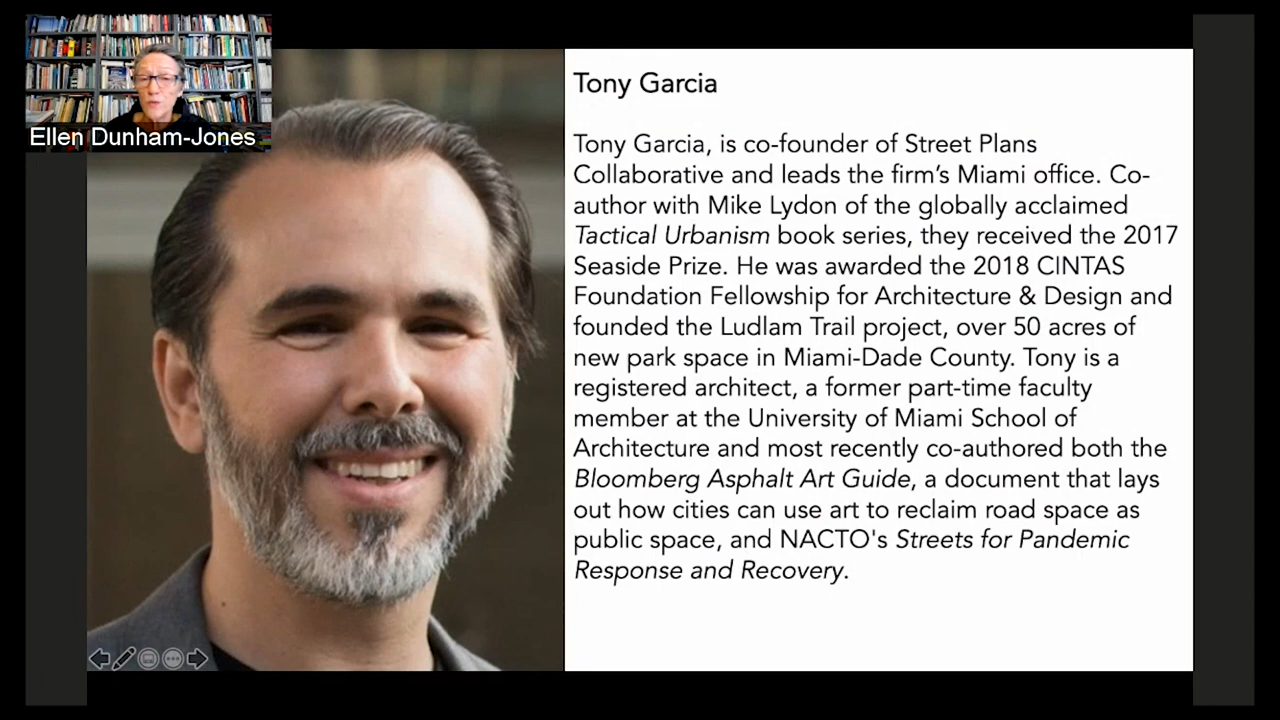 Ellen Dunham-Jones
Tony Garcia
Tony Garcia, is co-founder of Street Plans
Collaborative and leads the firm’s Miami office. Co-
author with Mike Lydon of the globally acclaimed
Tactical Urbanism book series, they received the 2017
Seaside Prize. He was awarded the 2018 CINTAS
Foundation Fellowship for Architecture & Design and
founded the Ludlam Trail project, over 50 acres of
new park space in Miami-Dade County. Tony is a
registered architect, a former part-time faculty
member at the University of Miami School of
Architecture and most recently co-authored both the
Bloomberg Asphalt Art Guide, a document that lays
out how cities can use art to reclaim road space as
public space, and NACTO's Streets for Pandemic
Response and Recovery.